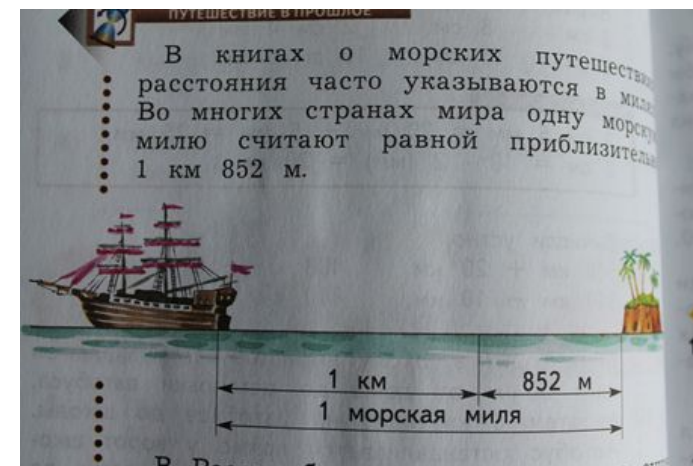 ПУТЕШЕСТВИЕ В ПРОШЛОЕ
В книгах о морских
расстояния часто указываются в
Во многих странах мира одну
милю считают равной
1 км 852 м.
1 км 852 м
1 морская миля